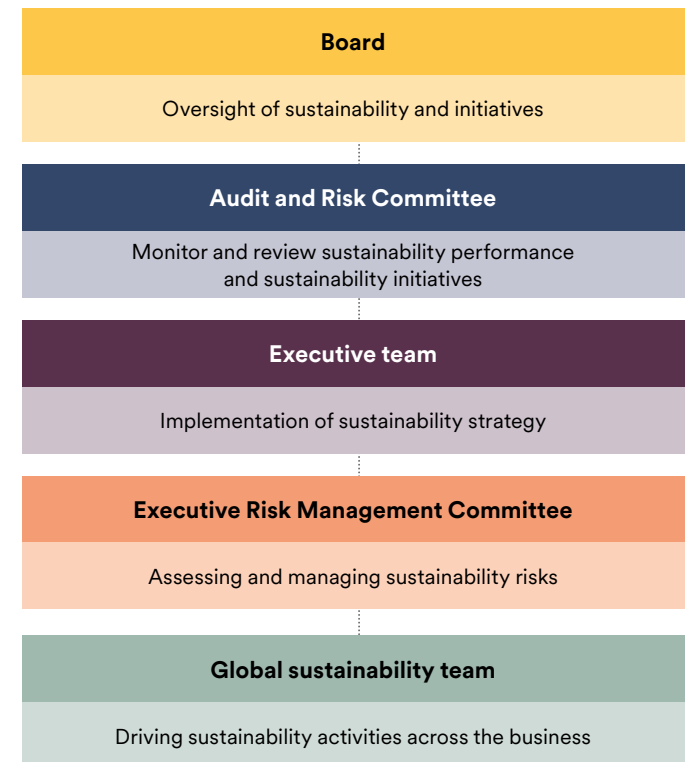 Board
Oversight of sustainability and initiatives
Audit and Risk Committee
Monitor and review sustainability performance
and sustainability initiatives
Executive team
Implementation of sustainability strategy
Executive Risk Management Committee
Assessing and managing sustainability risks
Global sustainability team
Driving sustainability activities across the business